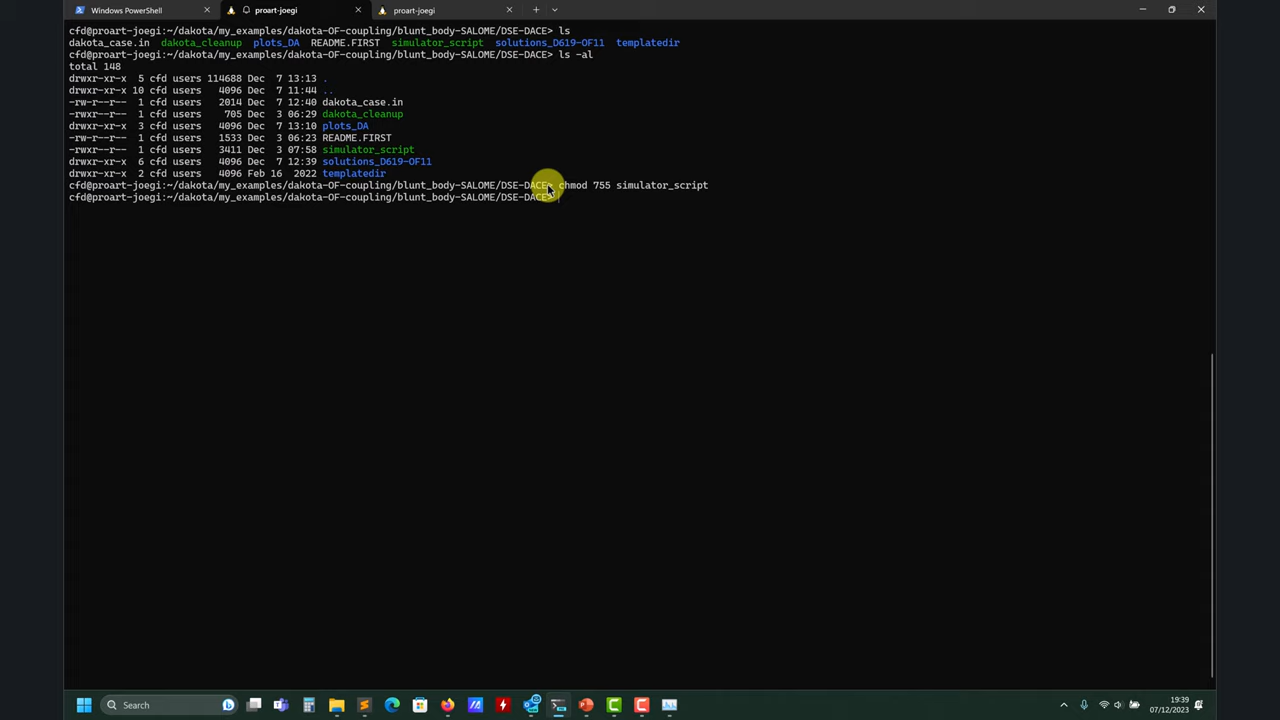 Windows PowerShell
proart-joegi
proart-joegi
cfd@proart-joegi:~/dakota/my_examples/dakota-OF-coupling/blunt_body-SALOME/DSE-DACE> ls
dakota_case.in dakota_cleanup plots_DA README.FIRST simulator_script solutions_D619-OF11 templatedir
cfd@proart-joegi:~/dakota/my_examples/dakota-OF-coupling/blunt_body-SALOME/DSE-DACE> ls -al
total 148
drwxr-xr-x 5 cfd users 114688 Dec 7 13:13 .
drwxr-xr-x 10 cfd users 4096 Dec 7 11:44 ..
-rw-r--r-- 1 cfd users 2014 Dec 7 12:40 dakota_case.in
-rwxr--r-- 1 cfd users 705 Dec 3 06:29 dakota_cleanup
drwxr-xr-x 3 cfd users 4096 Dec 7 13:10 plots_DA
-rw-r--r-- 1 cfd users 1533 Dec 3 06:23 README.FIRST
-rwxr--r-- 1 cfd users 3411 Dec 3 07:58 simulator_script
drwxr-xr-x 6 cfd users 4096 Dec 7 12:39 solutions_D619-OF11
drwxr-xr-x 2 cfd users 4096 Feb 16 2022 templatedir
cfd@proart-joegi:~/dakota/my_examples/dakota-OF-coupling/blunt_body-SALOME/DSE-DACE> chmod 755 simulator_script
cfd@proart-joegi:~/dakota/my_examples/dakota-OF-coupling/blunt_body-SALOME/DSE-DACE>
Search
19:39
07/12/2023